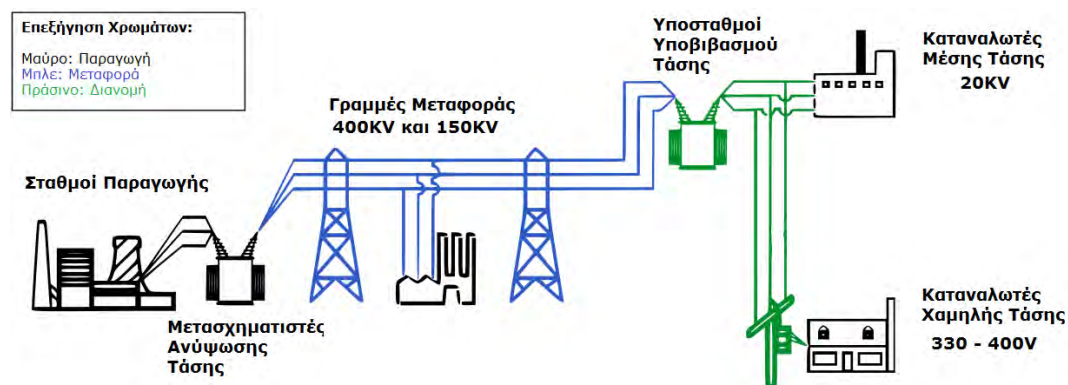 Επεξήγηση Χρωμάτων:
Μαύρο: Παραγωγή
Μπλε: Μεταφορά
Πράσινο: Διανομή
Υποσταθμοί
Υποβιβασμού
Τάσης
Καταναλωτές
Μέσης Τάσης
20KV
Γραμμές Μεταφοράς
400KV και 150KV
Σταθμοί Παραγωγής
Μετασχηματιστές
Ανύψωσης
Τάσης
Καταναλωτές
Χαμηλής Τάσης
330 - 400V